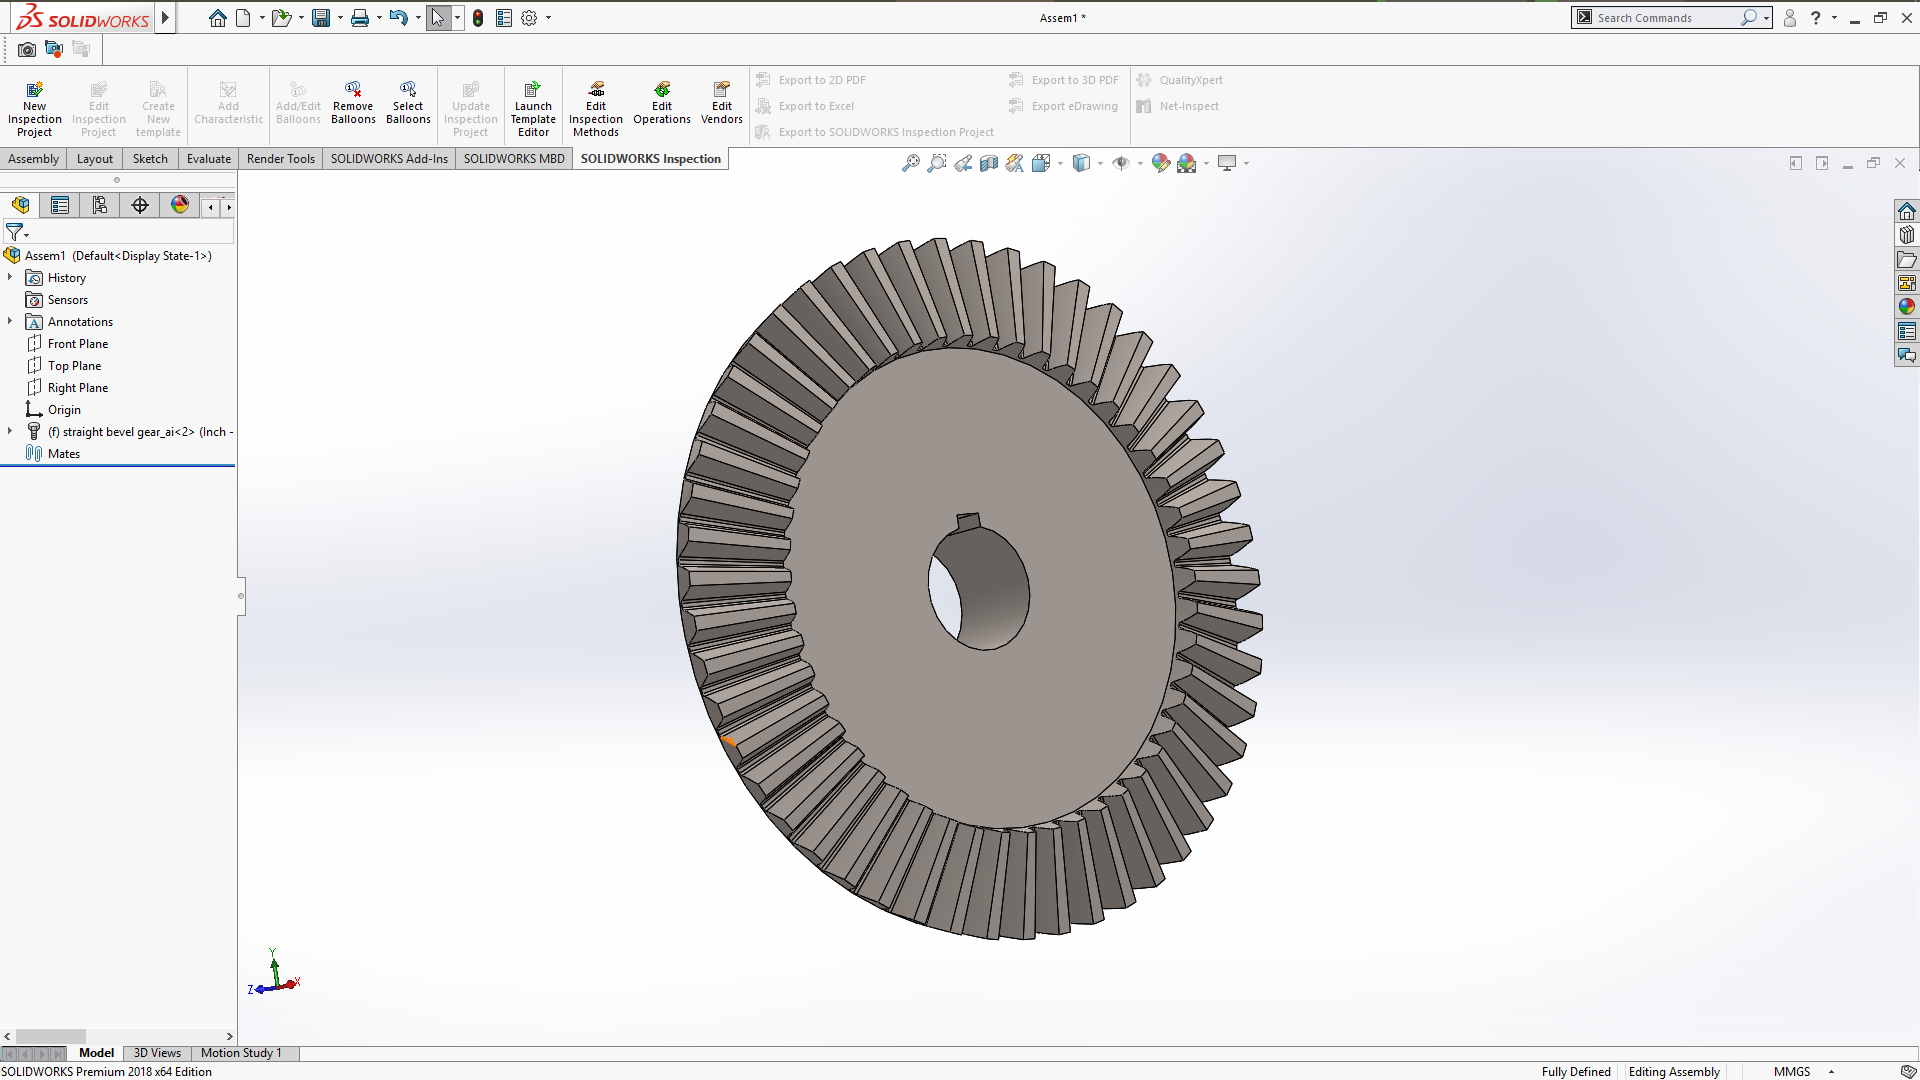 SOLIDWORKS
Assem1 *
Search Commands
?
New Inspection Project
Edit Inspection Project
Create New template
Add Characteristic
Add/Edit Balloons
Remove Balloons
Select Balloons
Update Inspection Project
Launch Template Editor
Edit Inspection Methods
Edit Operations
Edit Vendors
Export to 2D PDF
Export to Excel
Export to SOLIDWORKS Inspection Project
Export to 3D PDF
Export eDrawing
QualityXpert
Net-Inspect
Assembly
Layout
Sketch
Evaluate
Render Tools
SOLIDWORKS Add-Ins
SOLIDWORKS MBD
SOLIDWORKS Inspection
Assem1 (Default<Display State-1>)
History
Sensors
A
Annotations
Front Plane
Top Plane
Right Plane
Origin
(f) straight bevel gear_ai<2> (Inch -
Mates
Y
Z
X
Model
3D Views
Motion Study 1
SOLIDWORKS Premium 2018 x64 Edition
Fully Defined
Editing Assembly
MMGS